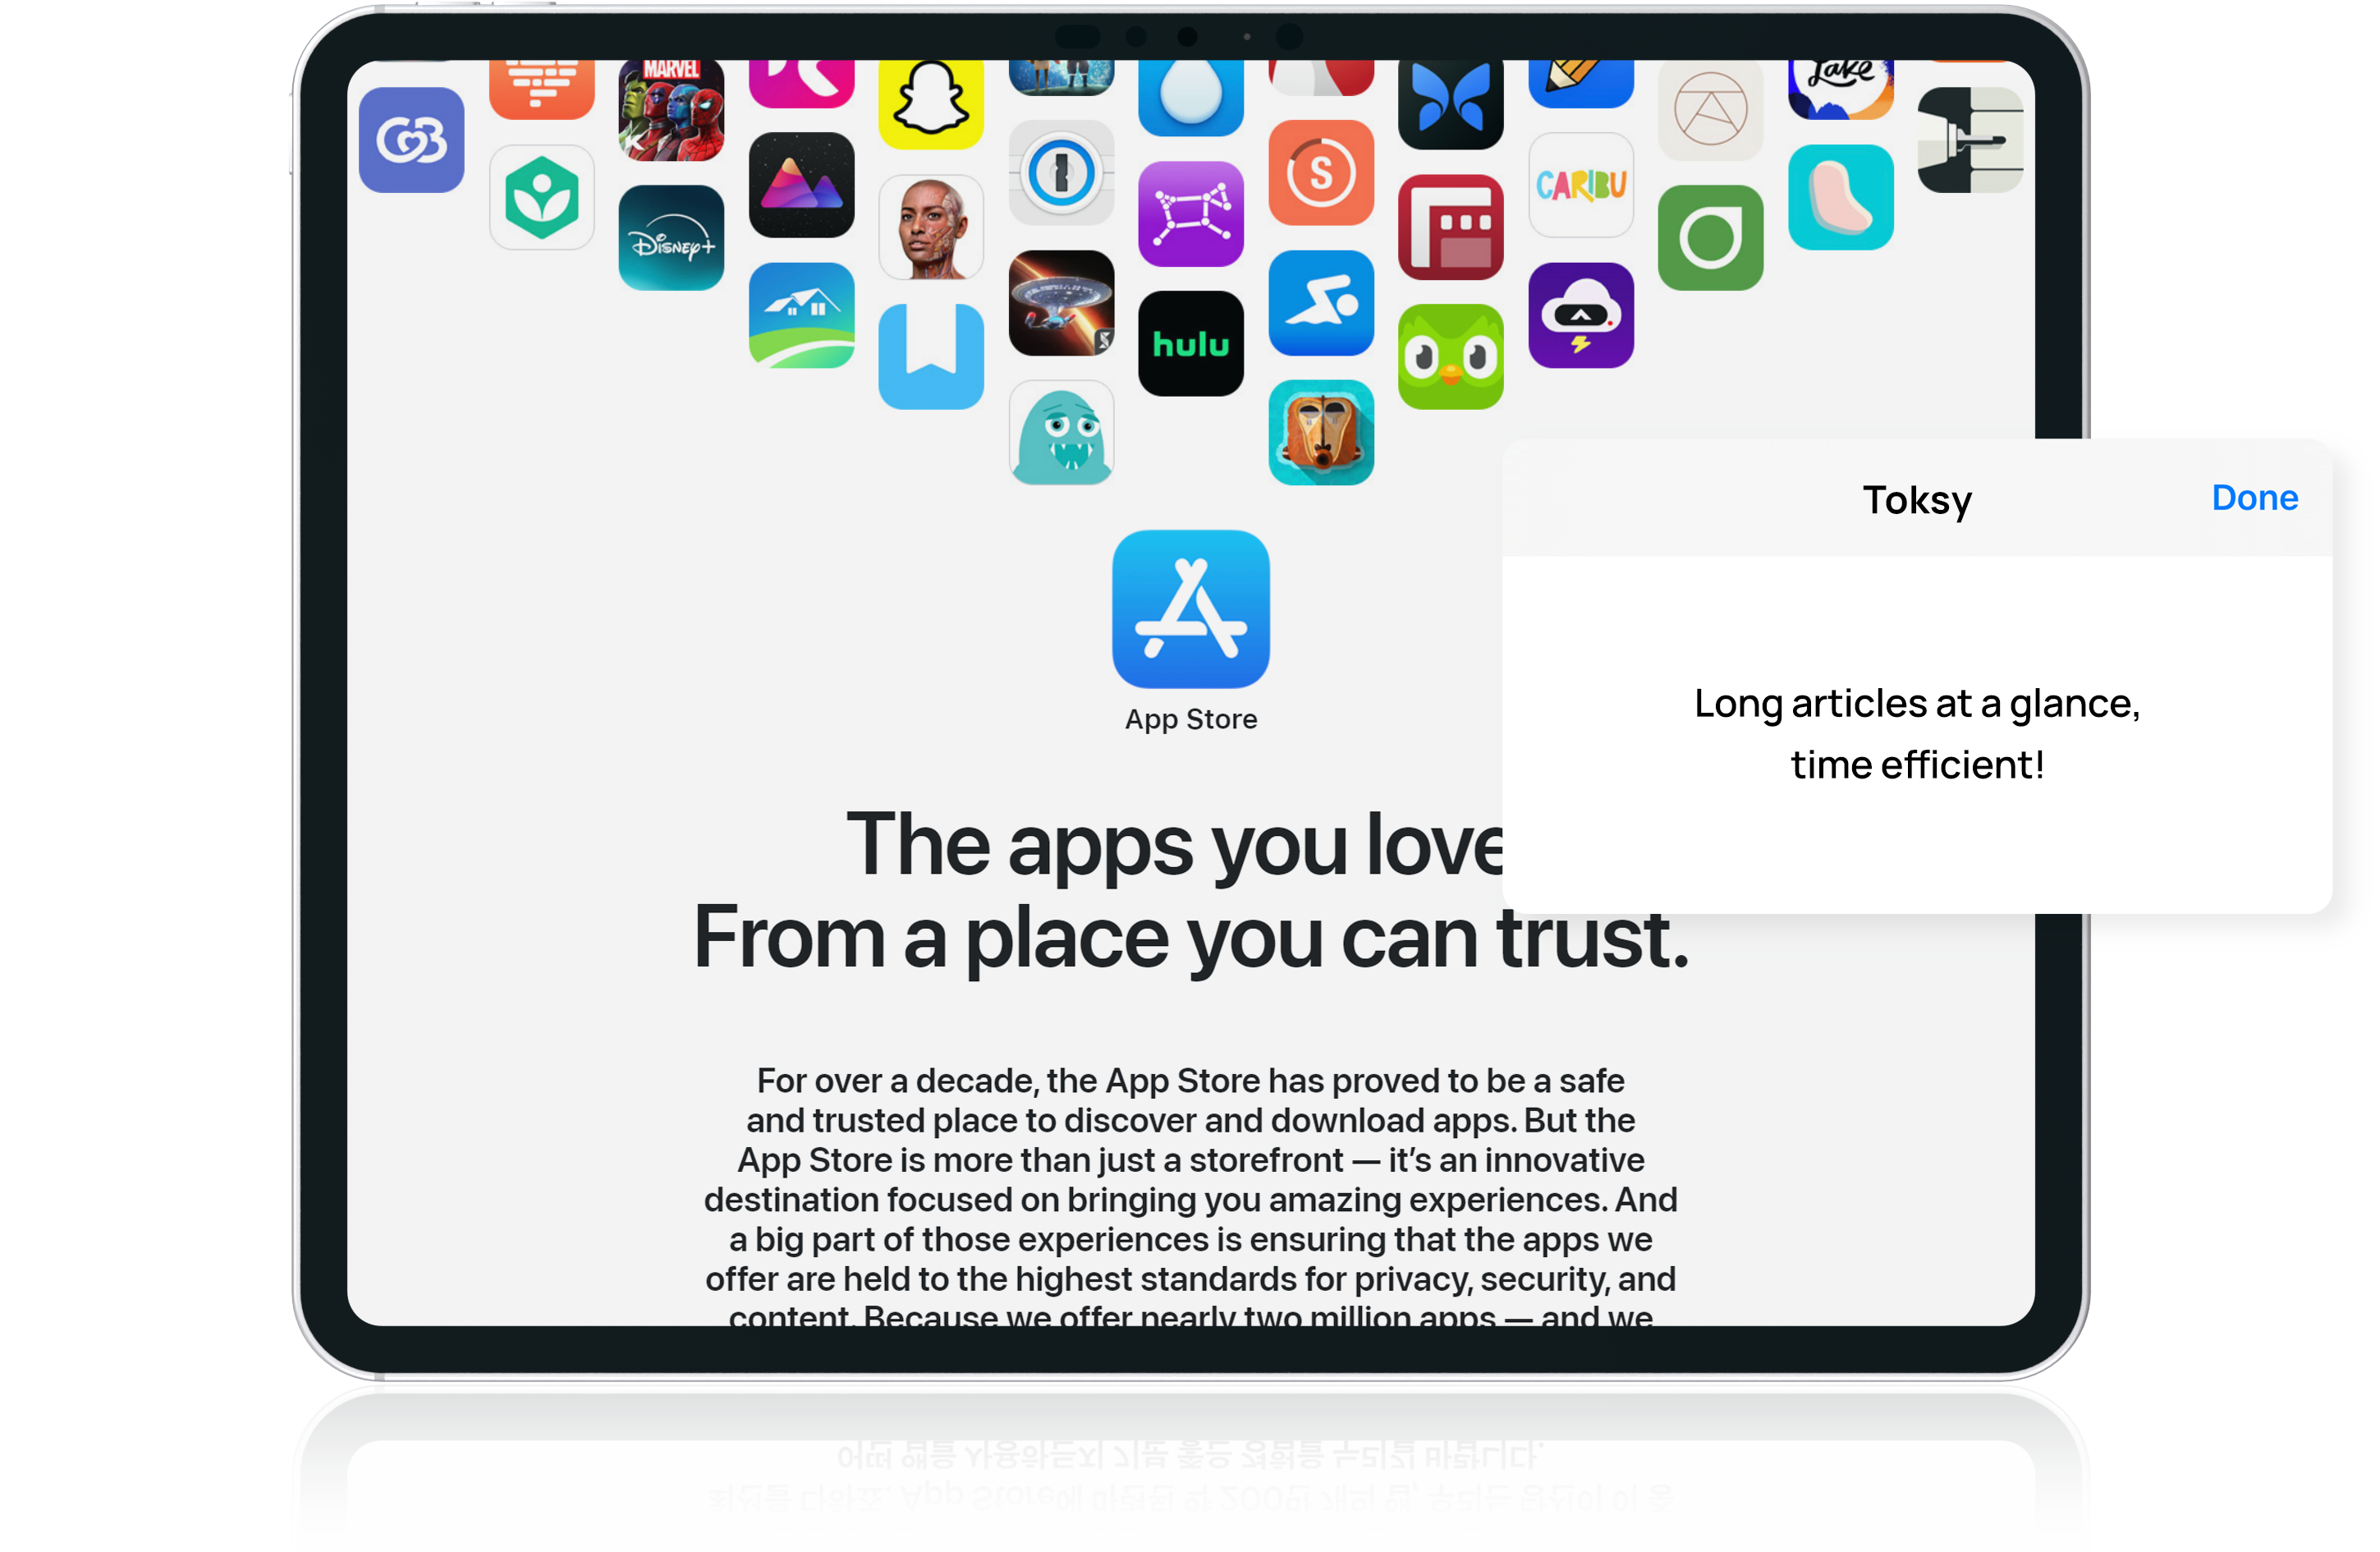 MARVEL
Lake
C3
Disney+
S
CARIBU
hulu
Toksy
Done
App Store
Long articles at a glance,
time efficient!
The apps you love
From a place you can trust.
For over a decade, the App Store has proved to be a safe
and trusted place to discover and download apps. But the
App Store is more than just a storefront — it's an innovative
destination focused on bringing you amazing experiences. And
a big part of those experiences is ensuring that the apps we
offer are held to the highest standards for privacy, security, and
content. Because we offer nearly two million apps — and we